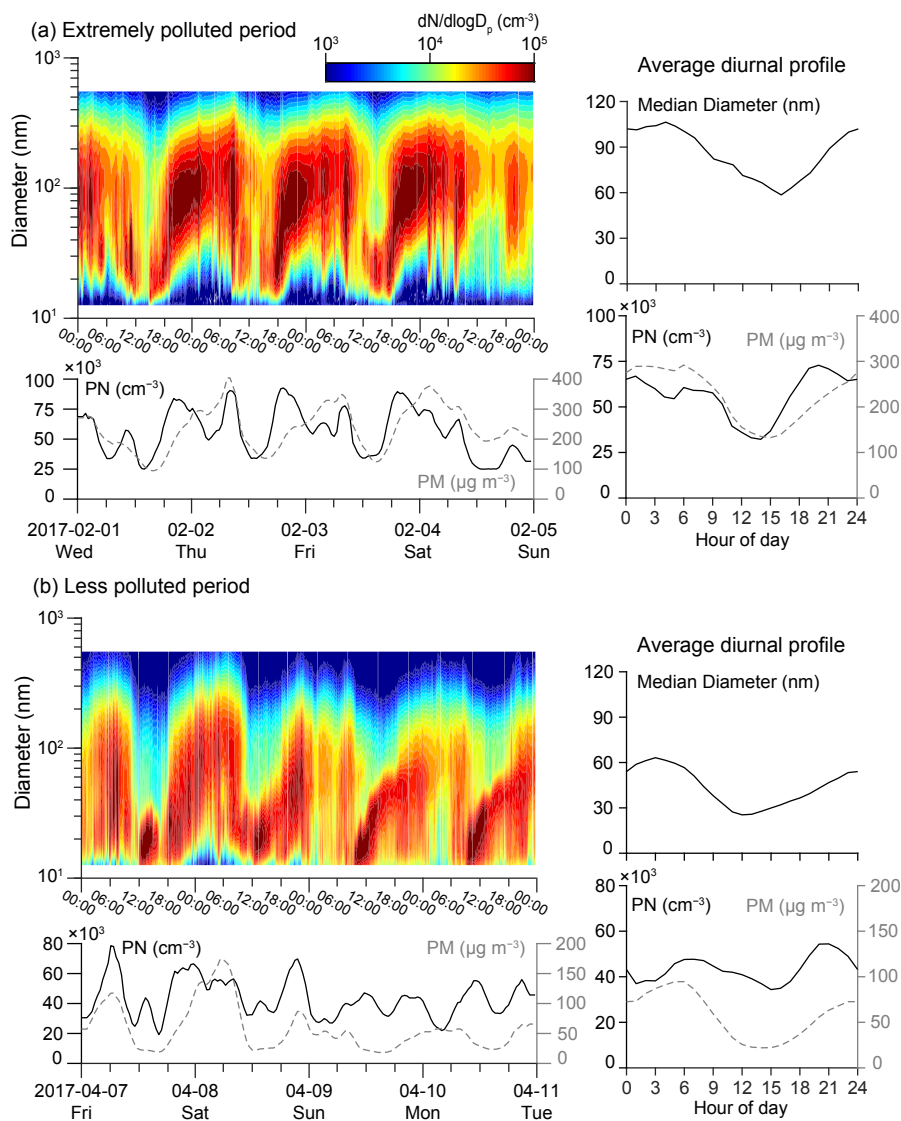 (a) Extremely polluted period
dN/dlogDp (cm-3)
10³ 10⁴ 10⁵
Diameter (nm)
10³
10²
10¹
00:00 06:00 12:00 18:00 00:00 06:00 12:00 18:00 00:00 06:00 12:00 18:00 00:00 06:00 12:00 18:00 00:00
Average diurnal profile
Median Diameter (nm)
120
90
60
30
0
×10³
PN (cm⁻³)
PM (µg m⁻³)
100
75
50
25
0
400
300
200
100
0
2017-02-01 02-02 02-03 02-04 02-05
Wed Thu Fri Sat Sun
×10³
PN (cm⁻³) PM (µg m⁻³)
100
75
50
25
0
400
300
200
100
0
0 3 6 9 12 15 18 21 24
Hour of day
(b) Less polluted period
Diameter (nm)
10³
10²
10¹
00:00 06:00 12:00 18:00 00:00 06:00 12:00 18:00 00:00 06:00 12:00 18:00 00:00 06:00 12:00 18:00 00:00
Average diurnal profile
Median Diameter (nm)
120
90
60
30
0
×10³
PN (cm⁻³) PM (µg m⁻³)
80
60
40
20
0
200
150
100
50
0
2017-04-07 04-08 04-09 04-10 04-11
Fri Sat Sun Mon Tue
×10³
PN (cm⁻³) PM (µg m⁻³)
80
60
40
20
0
200
150
100
50
0
0 3 6 9 12 15 18 21 24
Hour of day